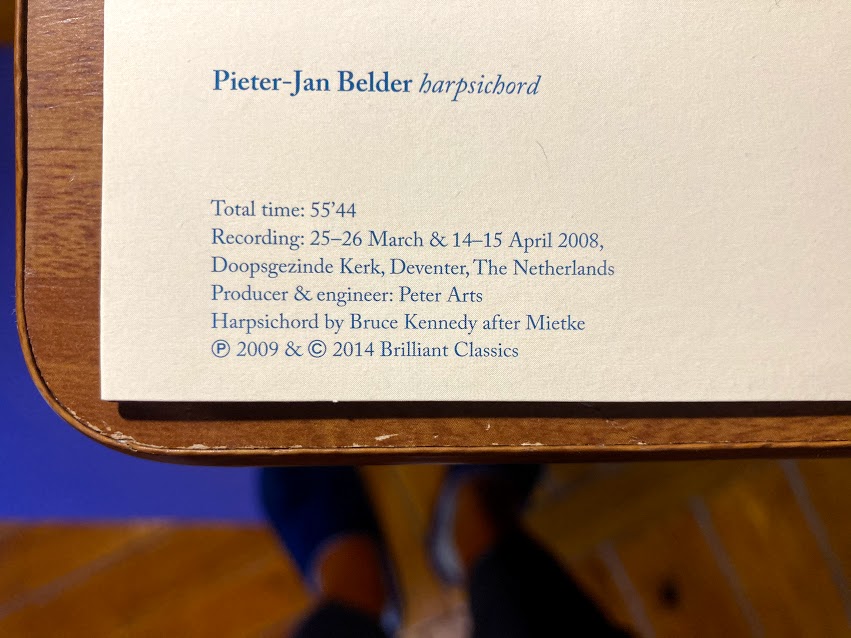 Pieter-Jan Belder harpsichord
Total time: 55’44
Recording: 25–26 March & 14–15 April 2008,
Doopsgezinde Kerk, Deventer, The Netherlands
Producer & engineer: Peter Arts
Harpsichord by Bruce Kennedy after Mietke
℗ 2009 & © 2014 Brilliant Classics